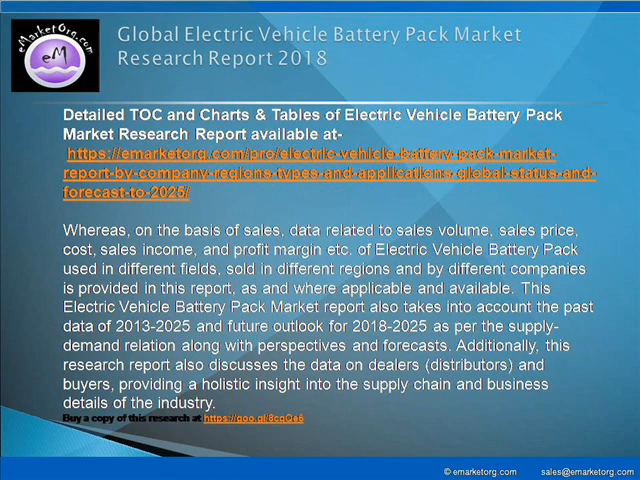 eMarketOrg.com
eM
Global Electric Vehicle Battery Pack Market
Research Report 2018
Detailed TOC and Charts & Tables of Electric Vehicle Battery Pack
Market Research Report available at-
https://emarketorg.com/pro/electric-vehicle-battery-pack-market-
report-by-company-regions-types-and-applications-global-status-and-
forecast-to-2025/
Whereas, on the basis of sales, data related to sales volume, sales price,
cost, sales income, and profit margin etc. of Electric Vehicle Battery Pack
used in different fields, sold in different regions and by different companies
is provided in this report, as and where applicable and available. This
Electric Vehicle Battery Pack Market report also takes into account the past
data of 2013-2025 and future outlook for 2018-2025 as per the supply-
demand relation along with perspectives and forecasts. Additionally, this
research report also discusses the data on dealers (distributors) and
buyers, providing a holistic insight into the supply chain and business
details of the industry.
Buy a copy of this research at
© emarketorg.com sales@emarketorg.com